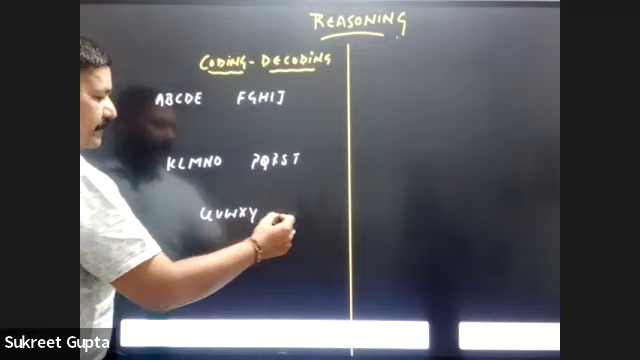 REASONING
CODING - DECODING
ABCDE FGHIJ
KLMNO PQRST
UVWXY
Sukreet Gupta